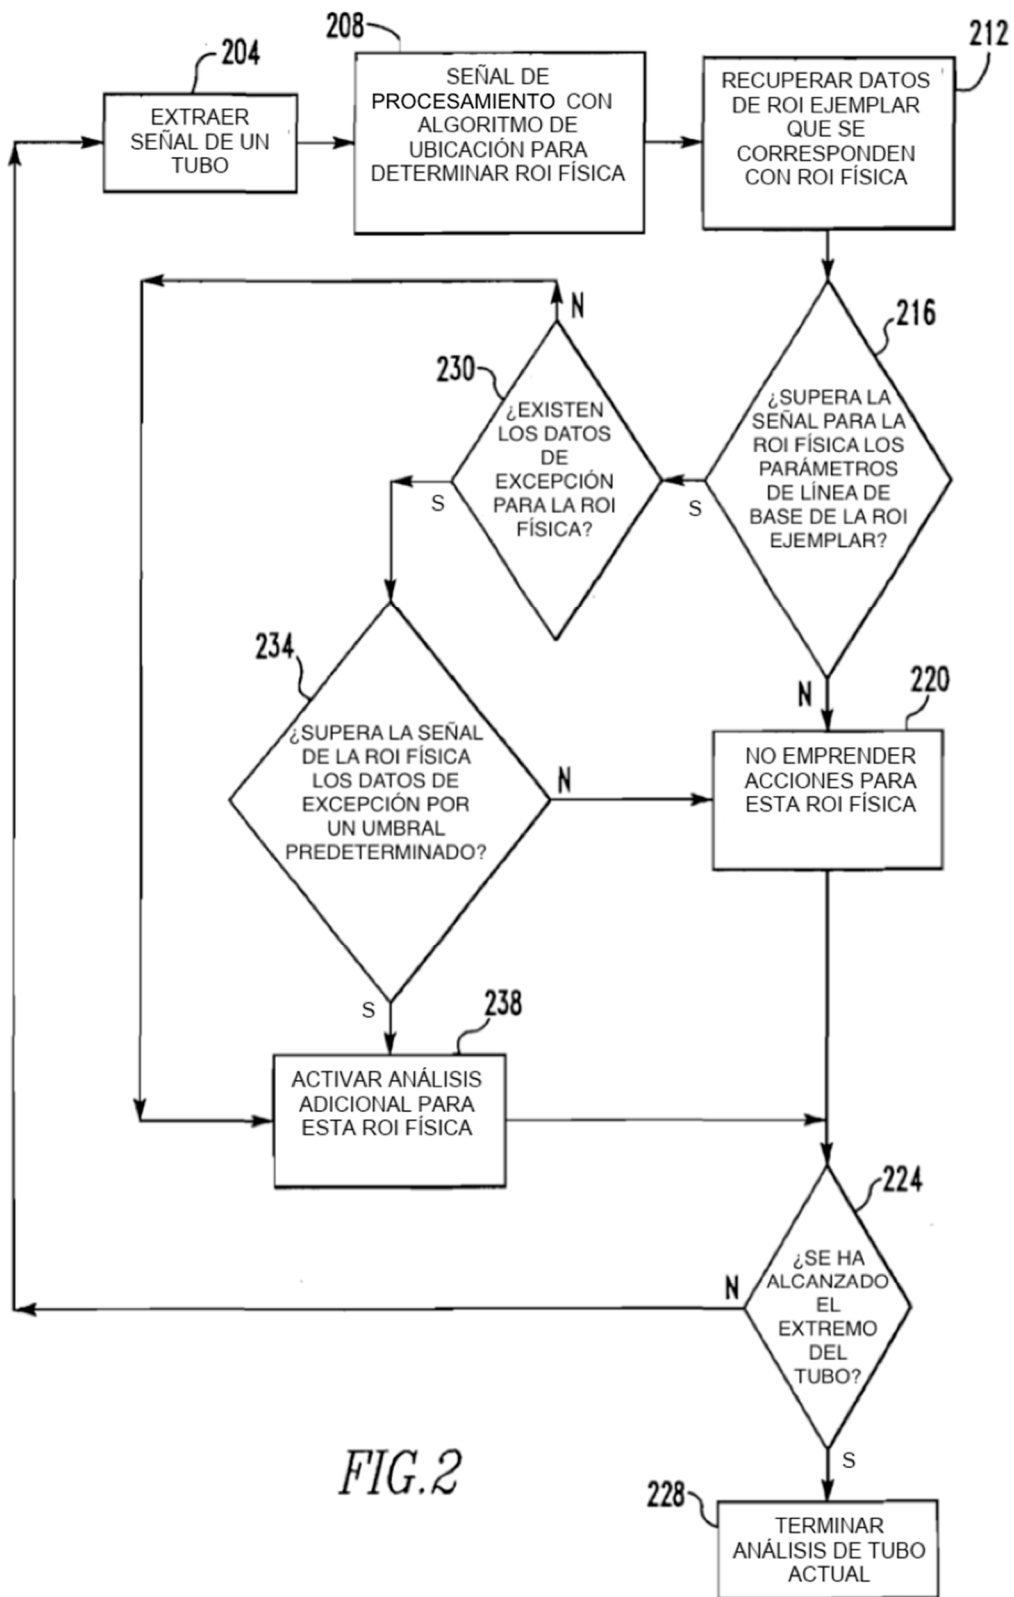 204
EXTRAER
SEÑAL DE UN
TUBO
208
SEÑAL DE
PROCESAMIENTO CON
ALGORITMO DE
UBICACIÓN PARA
DETERMINAR ROI FÍSICA
212
RECUPERAR DATOS
DE ROI EJEMPLAR
QUE SE
CORRESPONDEN
CON ROI FÍSICA
216
¿SUPERA LA
SEÑAL PARA LA
ROI FÍSICA LOS
PARÁMETROS
DE LÍNEA DE
BASE DE LA ROI
EJEMPLAR?
S
N
230
¿EXISTEN
LOS DATOS
DE
EXCEPCIÓN
PARA LA ROI
FÍSICA?
N
S
234
¿SUPERA LA SEÑAL
DE LA ROI FÍSICA
LOS DATOS DE
EXCEPCIÓN POR
UN UMBRAL
PREDETERMINADO?
N
S
220
NO EMPRENDER
ACCIONES PARA
ESTA ROI FÍSICA
238
ACTIVAR ANÁLISIS
ADICIONAL PARA
ESTA ROI FÍSICA
224
¿SE HA
ALCANZADO
EL
EXTREMO
DEL
TUBO?
N
S
228
TERMINAR
ANÁLISIS DE TUBO
ACTUAL
FIG.2